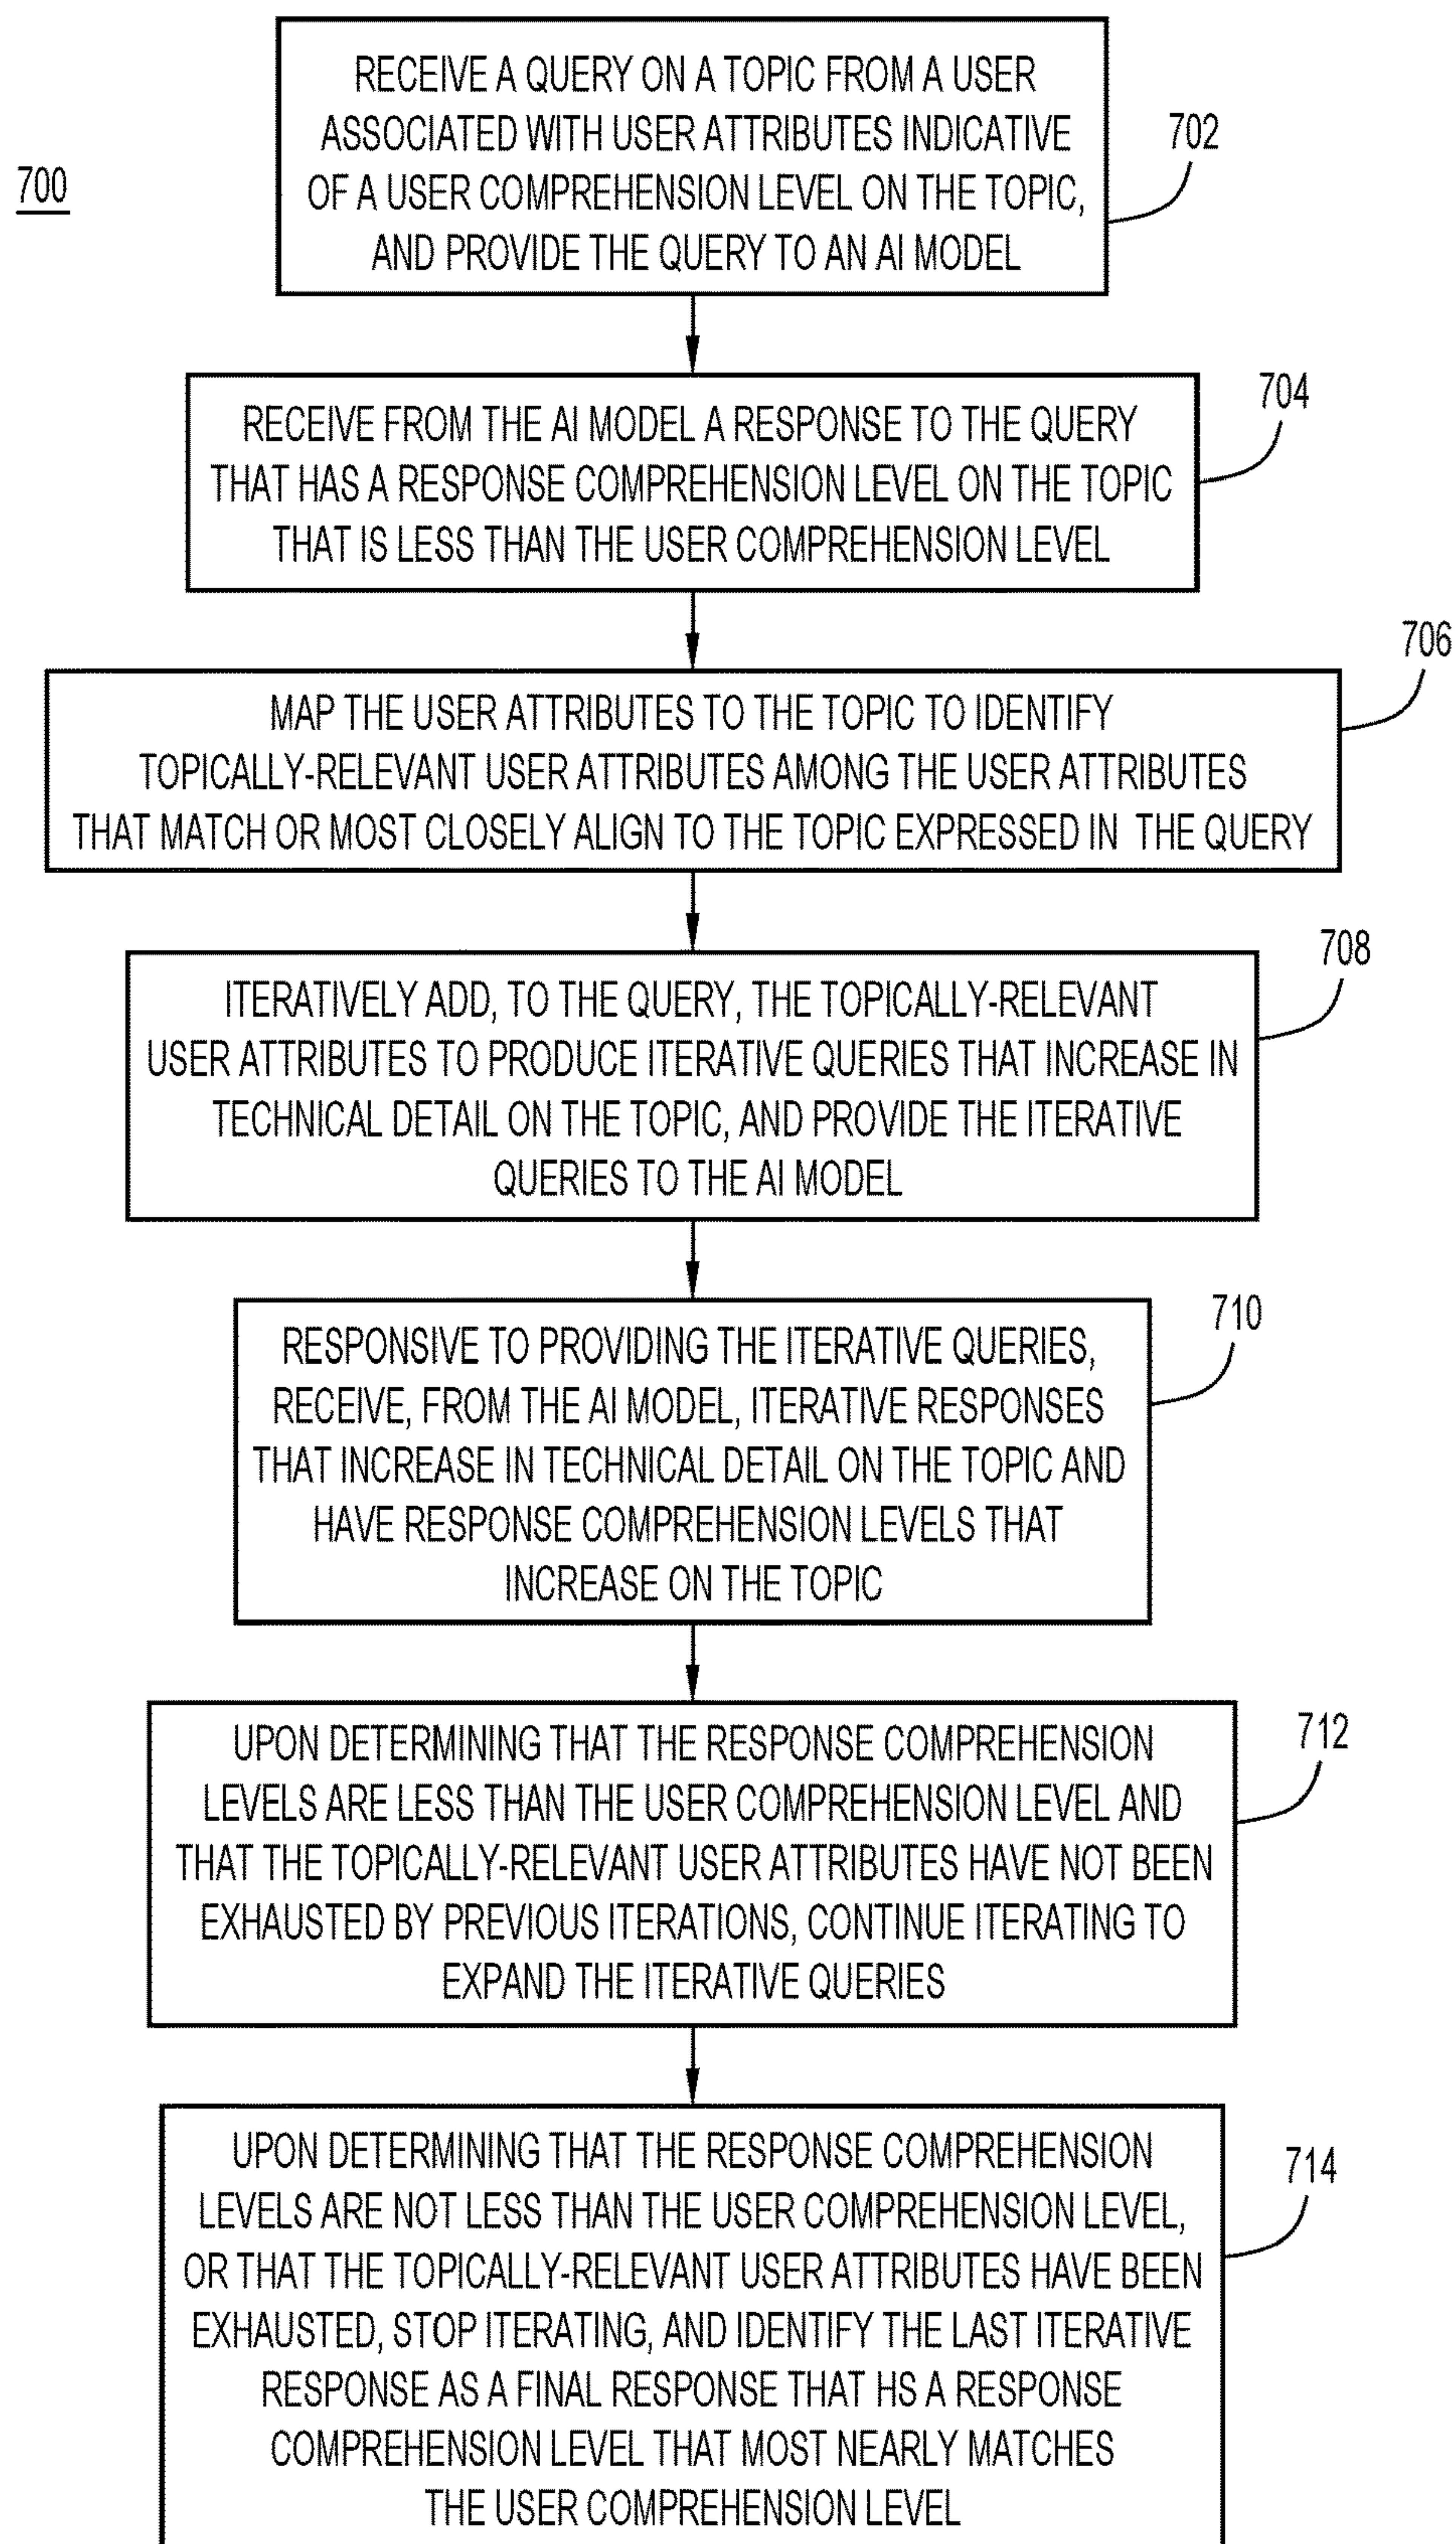 700
RECEIVE A QUERY ON A TOPIC FROM A USER
ASSOCIATED WITH USER ATTRIBUTES INDICATIVE
OF A USER COMPREHENSION LEVEL ON THE TOPIC,
AND PROVIDE THE QUERY TO AN AI MODEL
702
RECEIVE FROM THE AI MODEL A RESPONSE TO THE QUERY
THAT HAS A RESPONSE COMPREHENSION LEVEL ON THE TOPIC
THAT IS LESS THAN THE USER COMPREHENSION LEVEL
704
MAP THE USER ATTRIBUTES TO THE TOPIC TO IDENTIFY
TOPICALLY-RELEVANT USER ATTRIBUTES AMONG THE USER ATTRIBUTES
THAT MATCH OR MOST CLOSELY ALIGN TO THE TOPIC EXPRESSED IN THE QUERY
706
ITERATIVELY ADD, TO THE QUERY, THE TOPICALLY-RELEVANT
USER ATTRIBUTES TO PRODUCE ITERATIVE QUERIES THAT INCREASE IN
TECHNICAL DETAIL ON THE TOPIC, AND PROVIDE THE ITERATIVE
QUERIES TO THE AI MODEL
708
RESPONSIVE TO PROVIDING THE ITERATIVE QUERIES,
RECEIVE, FROM THE AI MODEL, ITERATIVE RESPONSES
THAT INCREASE IN TECHNICAL DETAIL ON THE TOPIC AND
HAVE RESPONSE COMPREHENSION LEVELS THAT
INCREASE ON THE TOPIC
710
UPON DETERMINING THAT THE RESPONSE COMPREHENSION
LEVELS ARE LESS THAN THE USER COMPREHENSION LEVEL AND
THAT THE TOPICALLY-RELEVANT USER ATTRIBUTES HAVE NOT BEEN
EXHAUSTED BY PREVIOUS ITERATIONS, CONTINUE ITERATING TO
EXPAND THE ITERATIVE QUERIES
712
UPON DETERMINING THAT THE RESPONSE COMPREHENSION
LEVELS ARE NOT LESS THAN THE USER COMPREHENSION LEVEL,
OR THAT THE TOPICALLY-RELEVANT USER ATTRIBUTES HAVE BEEN
EXHAUSTED, STOP ITERATING, AND IDENTIFY THE LAST ITERATIVE
RESPONSE AS A FINAL RESPONSE THAT HS A RESPONSE
COMPREHENSION LEVEL THAT MOST NEARLY MATCHES
THE USER COMPREHENSION LEVEL
714